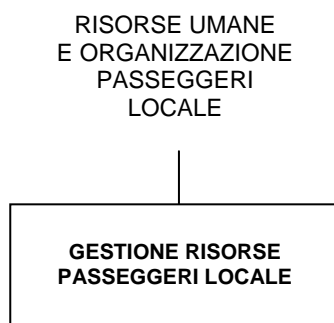 RISORSE UMANE
E ORGANIZZAZIONE
PASSEGGERI
LOCALE
GESTIONE RISORSE
PASSEGGERI LOCALE